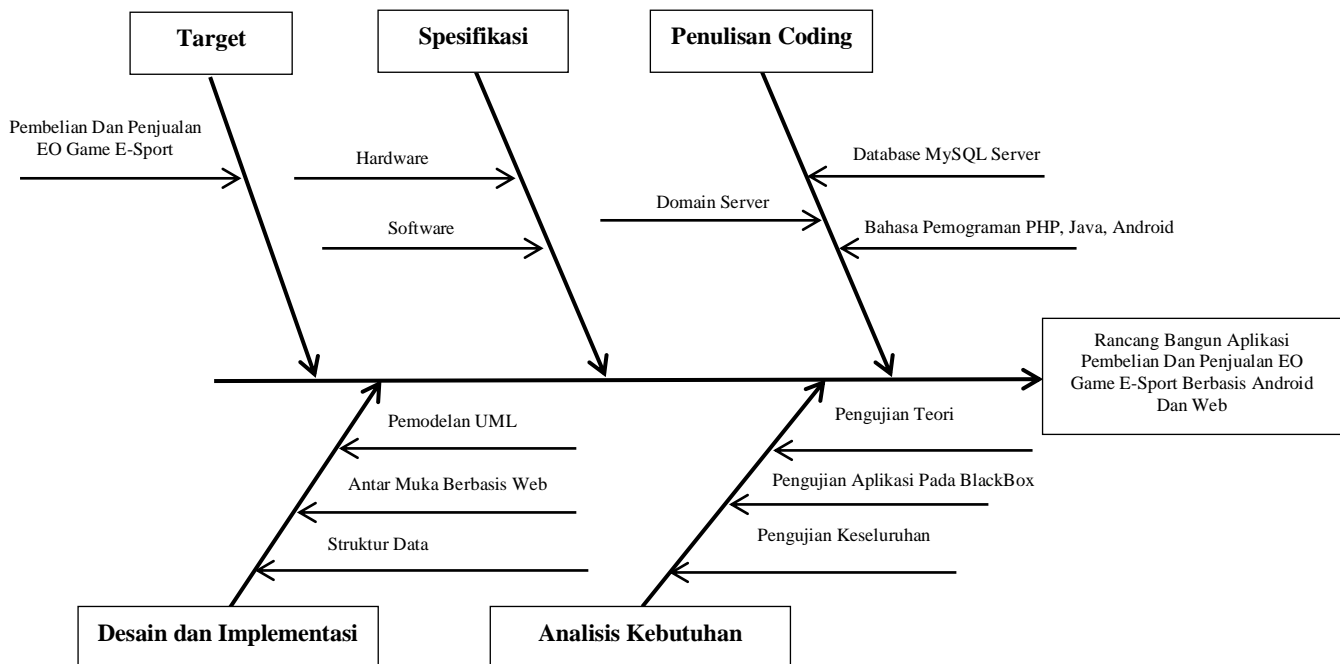 Target
Spesifikasi
Penulisan Coding
Pembelian Dan Penjualan
EO Game E-Sport
Hardware
Database MySQL Server
Domain Server
Software
Bahasa Pemograman PHP, Java, Android
Rancang Bangun Aplikasi
Pembelian Dan Penjualan EO
Game E-Sport Berbasis Android
Dan Web
Pemodelan UML
Pengujian Teori
Antar Muka Berbasis Web
Pengujian Aplikasi Pada BlackBox
Struktur Data
Pengujian Keseluruhan
Desain dan Implementasi
Analisis Kebutuhan